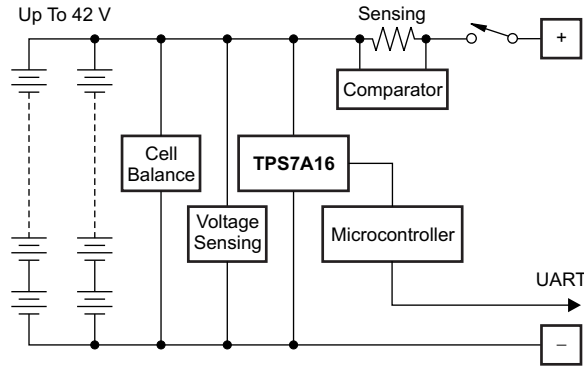 Up To 42 V
Sensing
+
Comparator
Cell
Balance
TPS7A16
Voltage
Sensing
Microcontroller
UART
–